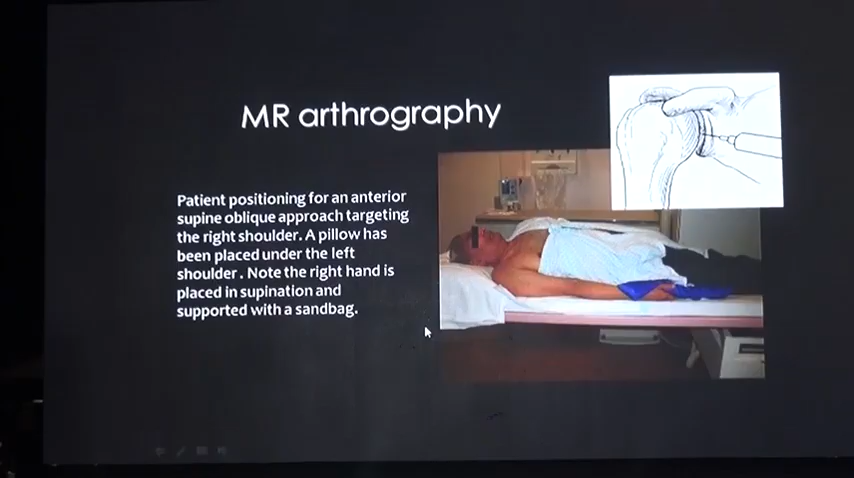 MR arthrography
Patient positioning for an anterior
supine oblique approach targeting
the right shoulder. A pillow has
been placed under the left
shoulder . Note the right hand is
placed in supination and
supported with a sandbag.